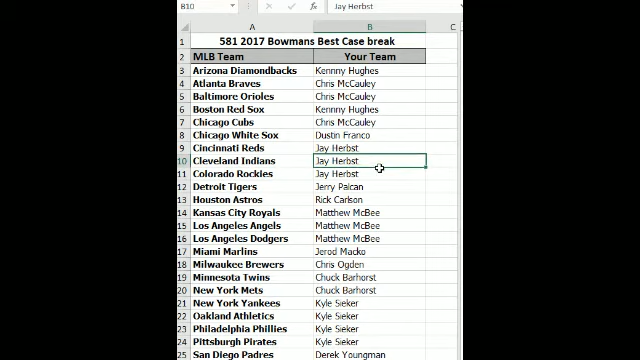 B10 Jay Herbst
A B C
1 581 2017 Bowmans Best Case break
2 MLB Team Your Team
3 Arizona Diamondbacks Kennny Hughes
4 Atlanta Braves Chris McCauley
5 Baltimore Orioles Chris McCauley
6 Boston Red Sox Kennny Hughes
7 Chicago Cubs Chris McCauley
8 Chicago White Sox Dustin Franco
9 Cincinnati Reds Jay Herbst
10 Cleveland Indians Jay Herbst
11 Colorado Rockies Jay Herbst
12 Detroit Tigers Jerry Palcan
13 Houston Astros Rick Carlson
14 Kansas City Royals Matthew McBee
15 Los Angeles Angels Matthew McBee
16 Los Angeles Dodgers Matthew McBee
17 Miami Marlins Jerod Macko
18 Milwaukee Brewers Chris Ogden
19 Minnesota Twins Chuck Barhorst
20 New York Mets Chuck Barhorst
21 New York Yankees Kyle Sieker
22 Oakland Athletics Kyle Sieker
23 Philadelphia Phillies Kyle Sieker
24 Pittsburgh Pirates Kyle Sieker
25 San Diego Padres Derek Youngman